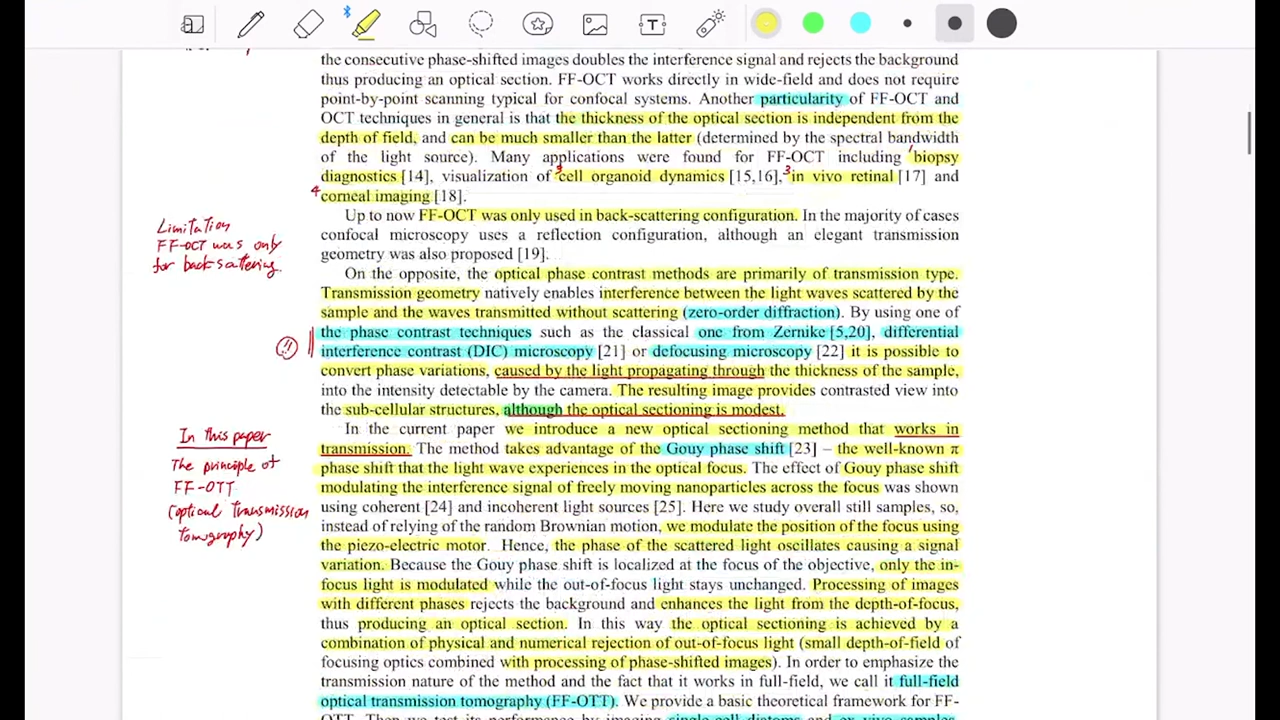 the consecutive phase-shifted images doubles the interference signal and rejects the background
thus producing an optical section. FF-OCT works directly in wide-field and does not require
point-by-point scanning typical for confocal systems. Another particularity of FF-OCT and
OCT techniques in general is that the thickness of the optical section is independent from the
depth of field, and can be much smaller than the latter (determined by the spectral bandwidth
of the light source). Many applications were found for FF-OCT including biopsy
diagnostics [14], visualization of cell organoid dynamics [15,16], in vivo retinal [17] and
corneal imaging [18].
Up to now FF-OCT was only used in back-scattering configuration. In the majority of cases
confocal microscopy uses a reflection configuration, although an elegant transmission
geometry was also proposed [19].
Limitation
FF-OCT was only
for backscattering.
On the opposite, the optical phase contrast methods are primarily of transmission type.
Transmission geometry natively enables interference between the light waves scattered by the
sample and the waves transmitted without scattering (zero-order diffraction). By using one of
the phase contrast techniques such as the classical one from Zernike [5,20], differential
interference contrast (DIC) microscopy [21] or defocusing microscopy [22] it is possible to
convert phase variations, caused by the light propagating through the thickness of the sample,
into the intensity detectable by the camera. The resulting image provides contrasted view into
the sub-cellular structures, although the optical sectioning is modest.
!!
In the current paper we introduce a new optical sectioning method that works in
transmission. The method takes advantage of the Gouy phase shift [23] – the well-known π
phase shift that the light wave experiences in the optical focus. The effect of Gouy phase shift
modulating the interference signal of freely moving nanoparticles across the focus was shown
using coherent [24] and incoherent light sources [25]. Here we study overall still samples, so,
instead of relying of the random Brownian motion, we modulate the position of the focus using
the piezo-electric motor. Hence, the phase of the scattered light oscillates causing a signal
variation. Because the Gouy phase shift is localized at the focus of the objective, only the in-
focus light is modulated while the out-of-focus light stays unchanged. Processing of images
with different phases rejects the background and enhances the light from the depth-of-focus,
thus producing an optical section. In this way the optical sectioning is achieved by a
combination of physical and numerical rejection of out-of-focus light (small depth-of-field of
focusing optics combined with processing of phase-shifted images). In order to emphasize the
transmission nature of the method and the fact that it works in full-field, we call it full-field
optical transmission tomography (FF-OTT). We provide a basic theoretical framework for FF-
OTT. Then we test its performance by imaging single-cell diatoms and ex vivo samples,
In this paper
The principle of
FF-OTT
(optical transmission
tomography)